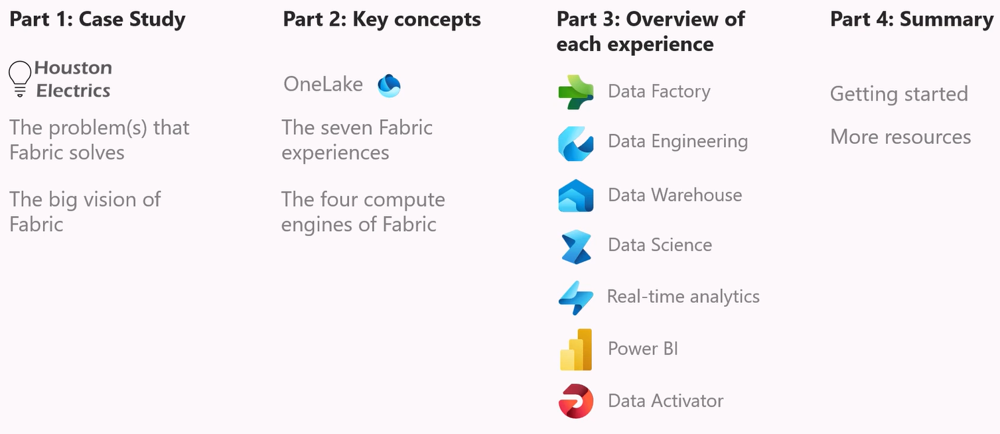 Part 1: Case Study
Houston
Electrics
The problem(s) that
Fabric solves
The big vision of
Fabric
Part 2: Key concepts
OneLake
The seven Fabric
experiences
The four compute
engines of Fabric
Part 3: Overview of
each experience
Data Factory
Data Engineering
Data Warehouse
Data Science
Real-time analytics
Power BI
Data Activator
Part 4: Summary
Getting started
More resources